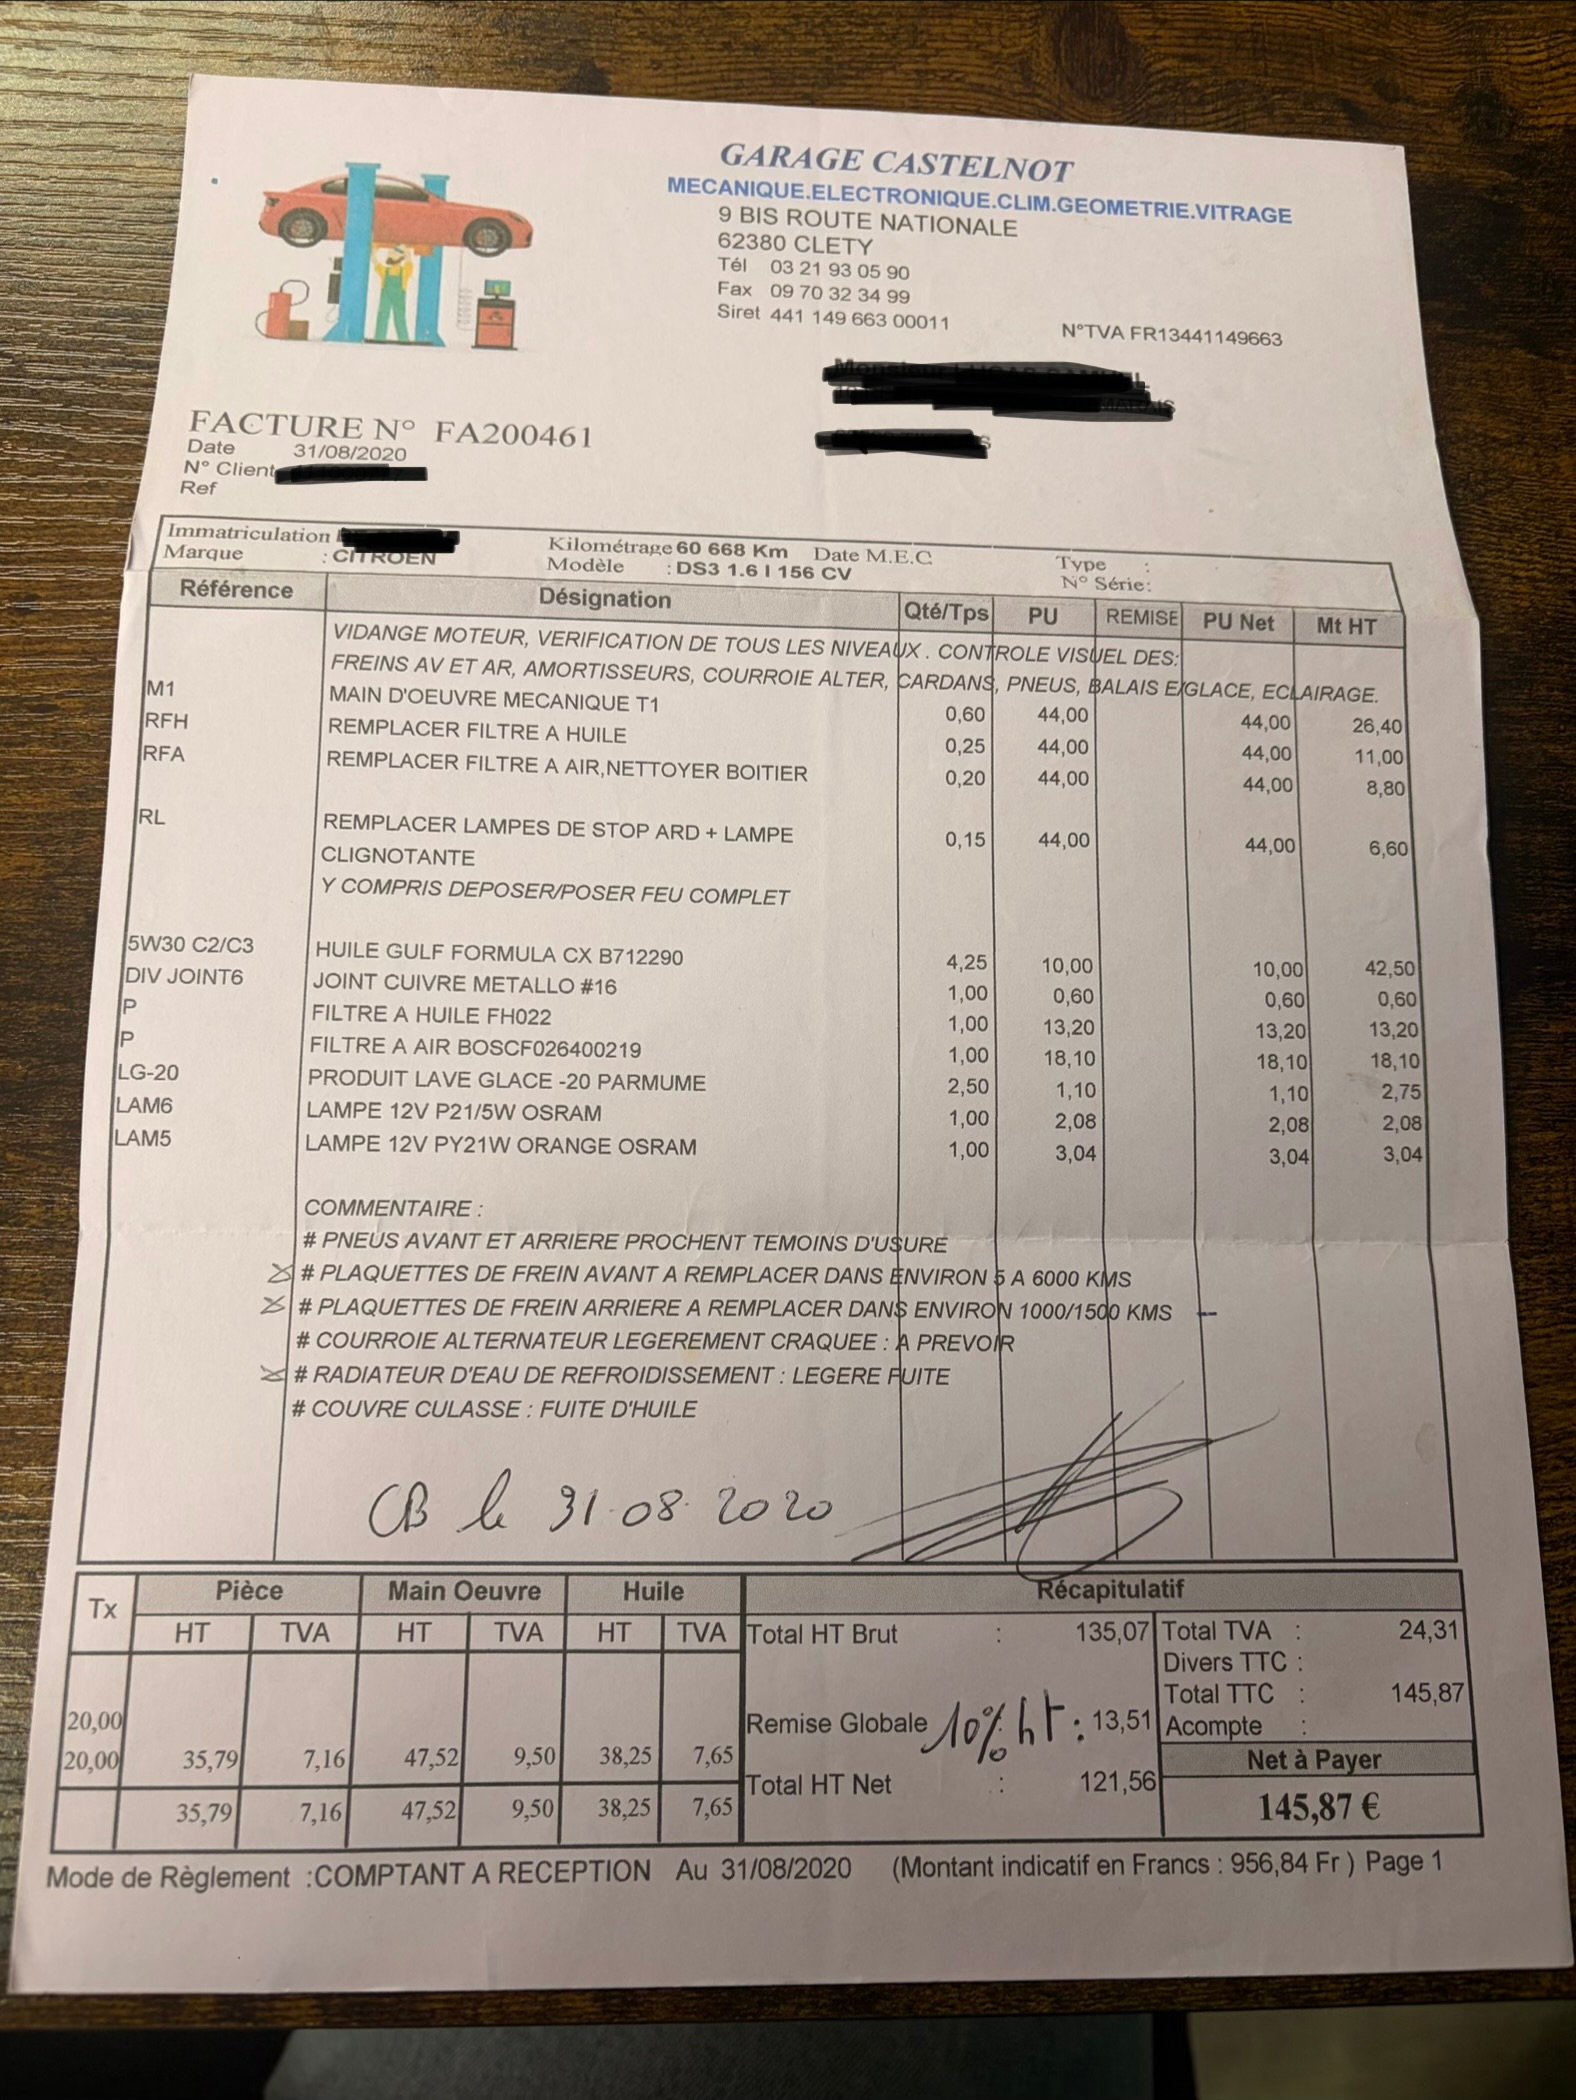 GARAGE CASTELNOT
MECANIQUE.ELECTRONIQUE.CLIM.GEOMETRIE.VITRAGE
9 BIS ROUTE NATIONALE
62380 CLETY
Tél 03 21 93 05 90
Fax 09 70 32 34 99
Siret 441 149 663 00011
N°TVA FR13441149663
FACTURE N° FA200461
Date 31/08/2020
N° Client
Ref
Immatriculation Kilométrage 60 668 Km Date M.E.C Type :
Marque : CITROEN Modèle : DS3 1.6 I 156 CV N° Série:
Référence Désignation Qté/Tps PU REMISE PU Net Mt HT
VIDANGE MOTEUR, VERIFICATION DE TOUS LES NIVEAUX . CONTROLE VISUEL DES:
FREINS AV ET AR, AMORTISSEURS, COURROIE ALTER, CARDANS, PNEUS, BALAIS E/GLACE, ECLAIRAGE.
M1 MAIN D'OEUVRE MECANIQUE T1 0,60 44,00 44,00 26,40
RFH REMPLACER FILTRE A HUILE 0,25 44,00 44,00 11,00
RFA REMPLACER FILTRE A AIR,NETTOYER BOITIER 0,20 44,00 44,00 8,80
RL REMPLACER LAMPES DE STOP ARD + LAMPE 0,15 44,00 44,00 6,60
CLIGNOTANTE
Y COMPRIS DEPOSER/POSER FEU COMPLET
5W30 C2/C3 HUILE GULF FORMULA CX B712290 4,25 10,00 10,00 42,50
DIV JOINT6 JOINT CUIVRE METALLO #16 1,00 0,60 0,60 0,60
P FILTRE A HUILE FH022 1,00 13,20 13,20 13,20
P FILTRE A AIR BOSCF026400219 1,00 18,10 18,10 18,10
LG-20 PRODUIT LAVE GLACE -20 PARMUME 2,50 1,10 1,10 2,75
LAM6 LAMPE 12V P21/5W OSRAM 1,00 2,08 2,08 2,08
LAM5 LAMPE 12V PY21W ORANGE OSRAM 1,00 3,04 3,04 3,04
COMMENTAIRE :
# PNEUS AVANT ET ARRIERE PROCHENT TEMOINS D'USURE
# PLAQUETTES DE FREIN AVANT A REMPLACER DANS ENVIRON 5 A 6000 KMS
# PLAQUETTES DE FREIN ARRIERE A REMPLACER DANS ENVIRON 1000/1500 KMS –
# COURROIE ALTERNATEUR LEGEREMENT CRAQUEE : A PREVOIR
# RADIATEUR D'EAU DE REFROIDISSEMENT : LEGERE FUITE
# COUVRE CULASSE : FUITE D'HUILE
CB le 31.08.2020
Tx Pièce Main Oeuvre Huile Récapitulatif
HT TVA HT TVA HT TVA Total HT Brut : 135,07 Total TVA : 24,31
Divers TTC :
Total TTC : 145,87
20,00 Remise Globale 10% ht : 13,51 Acompte :
20,00 35,79 7,16 47,52 9,50 38,25 7,65 Net à Payer
Total HT Net : 121,56
35,79 7,16 47,52 9,50 38,25 7,65 145,87 €
Mode de Règlement :COMPTANT A RECEPTION Au 31/08/2020 (Montant indicatif en Francs : 956,84 Fr ) Page 1